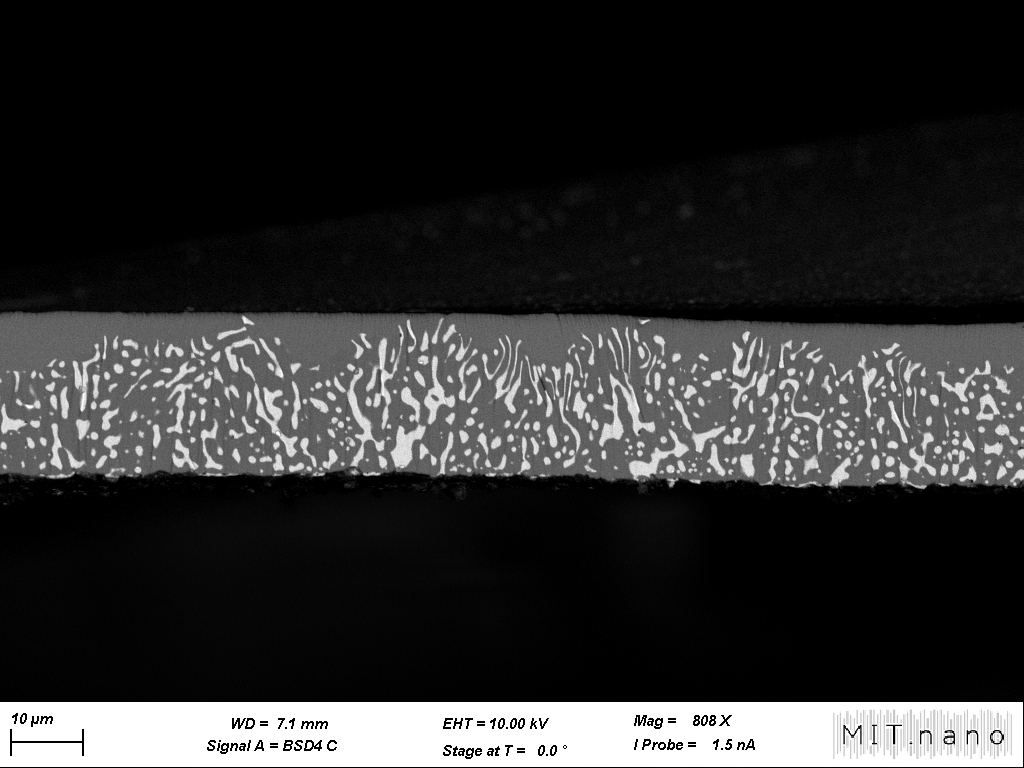 10 µm
WD = 7.1 mm
Signal A = BSD4 C
EHT = 10.00 kV
Stage at T = 0.0 °
Mag = 808 X
I Probe = 1.5 nA
MIT.nano